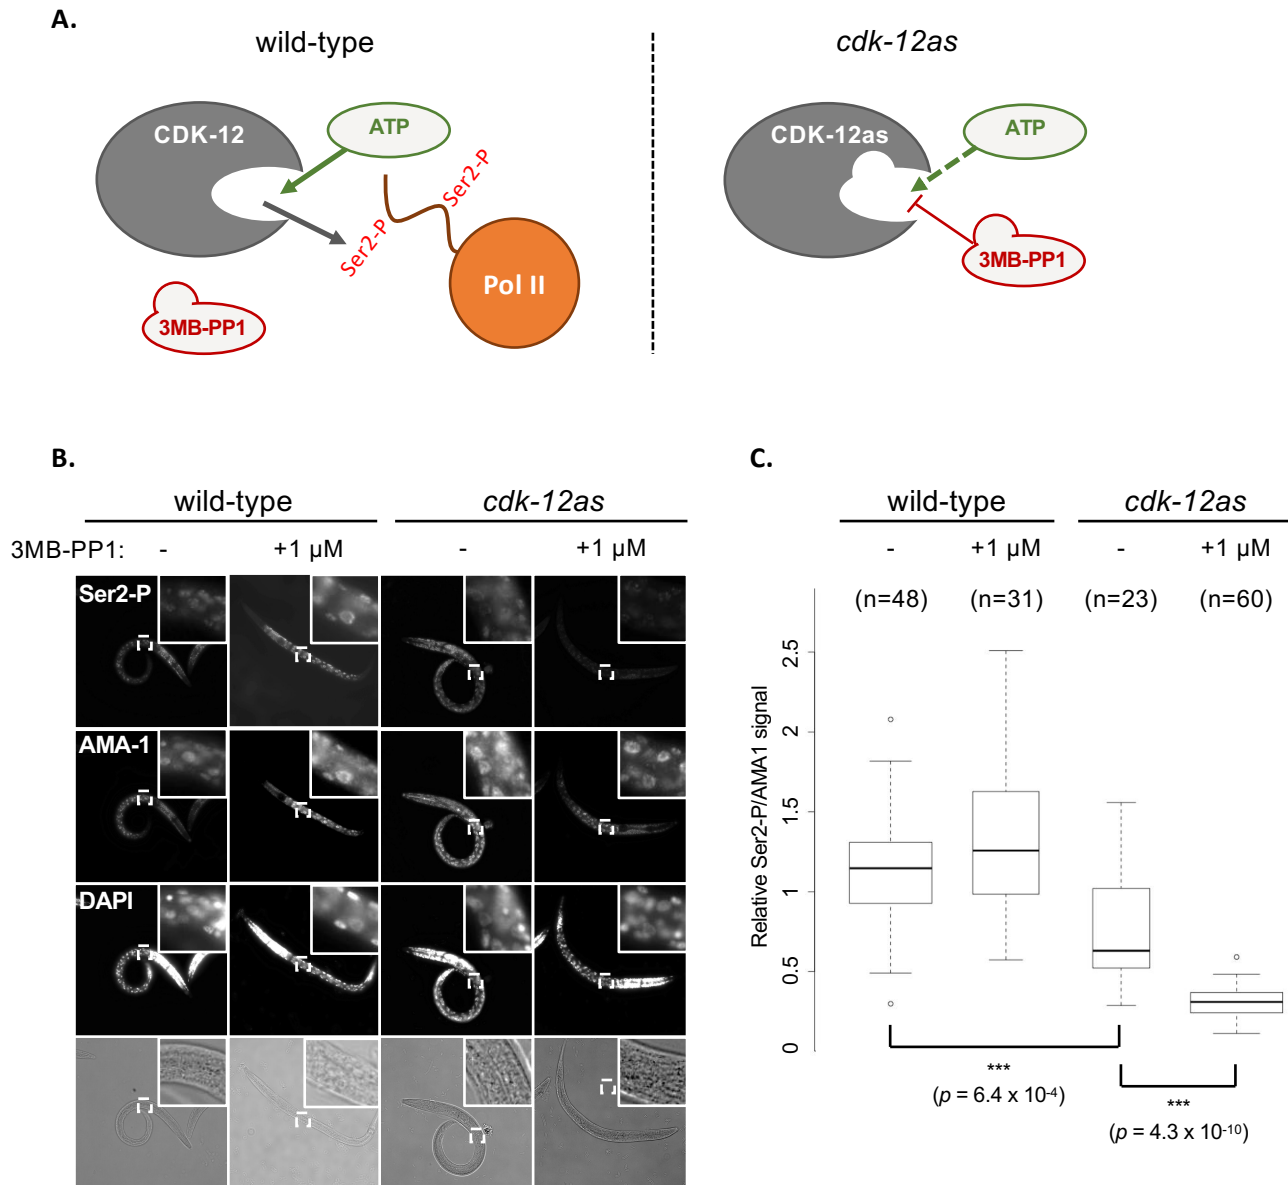 A.
wild-type
cdk-12as
CDK-12
ATP
Ser2-P
Ser2-P
Pol II
3MB-PP1
CDK-12as
ATP
3MB-PP1
B.
wild-type
cdk-12as
3MB-PP1: - +1 µM - +1 µM
Ser2-P
AMA-1
DAPI
C.
wild-type
cdk-12as
- +1 µM - +1 µM
(n=48) (n=31) (n=23) (n=60)
Relative Ser2-P/AMA1 signal
2.5
2
1.5
1
0.5
0
***
(p = 6.4 x 10-4)
***
(p = 4.3 x 10-10)